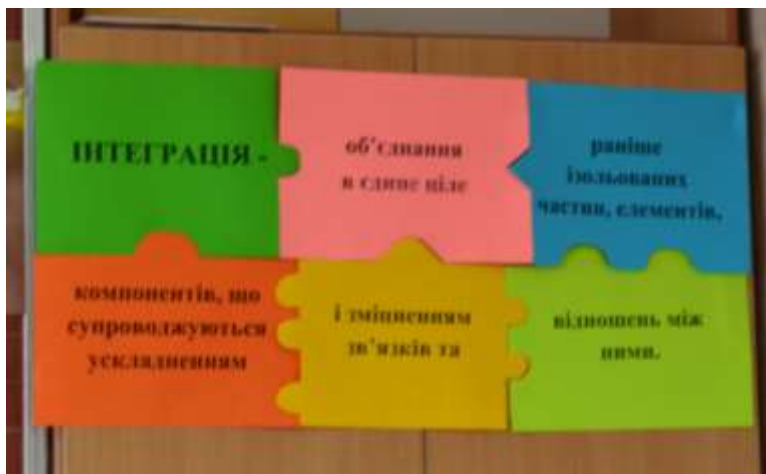 ІНТЕГРАЦІЯ -
об’єднання
в єдине ціле
раніше
ізольованих
частин, елементів,
компонентів, що
супроводжуються
ускладненням
і зміцненням
зв’язків та
відношень між
ними.